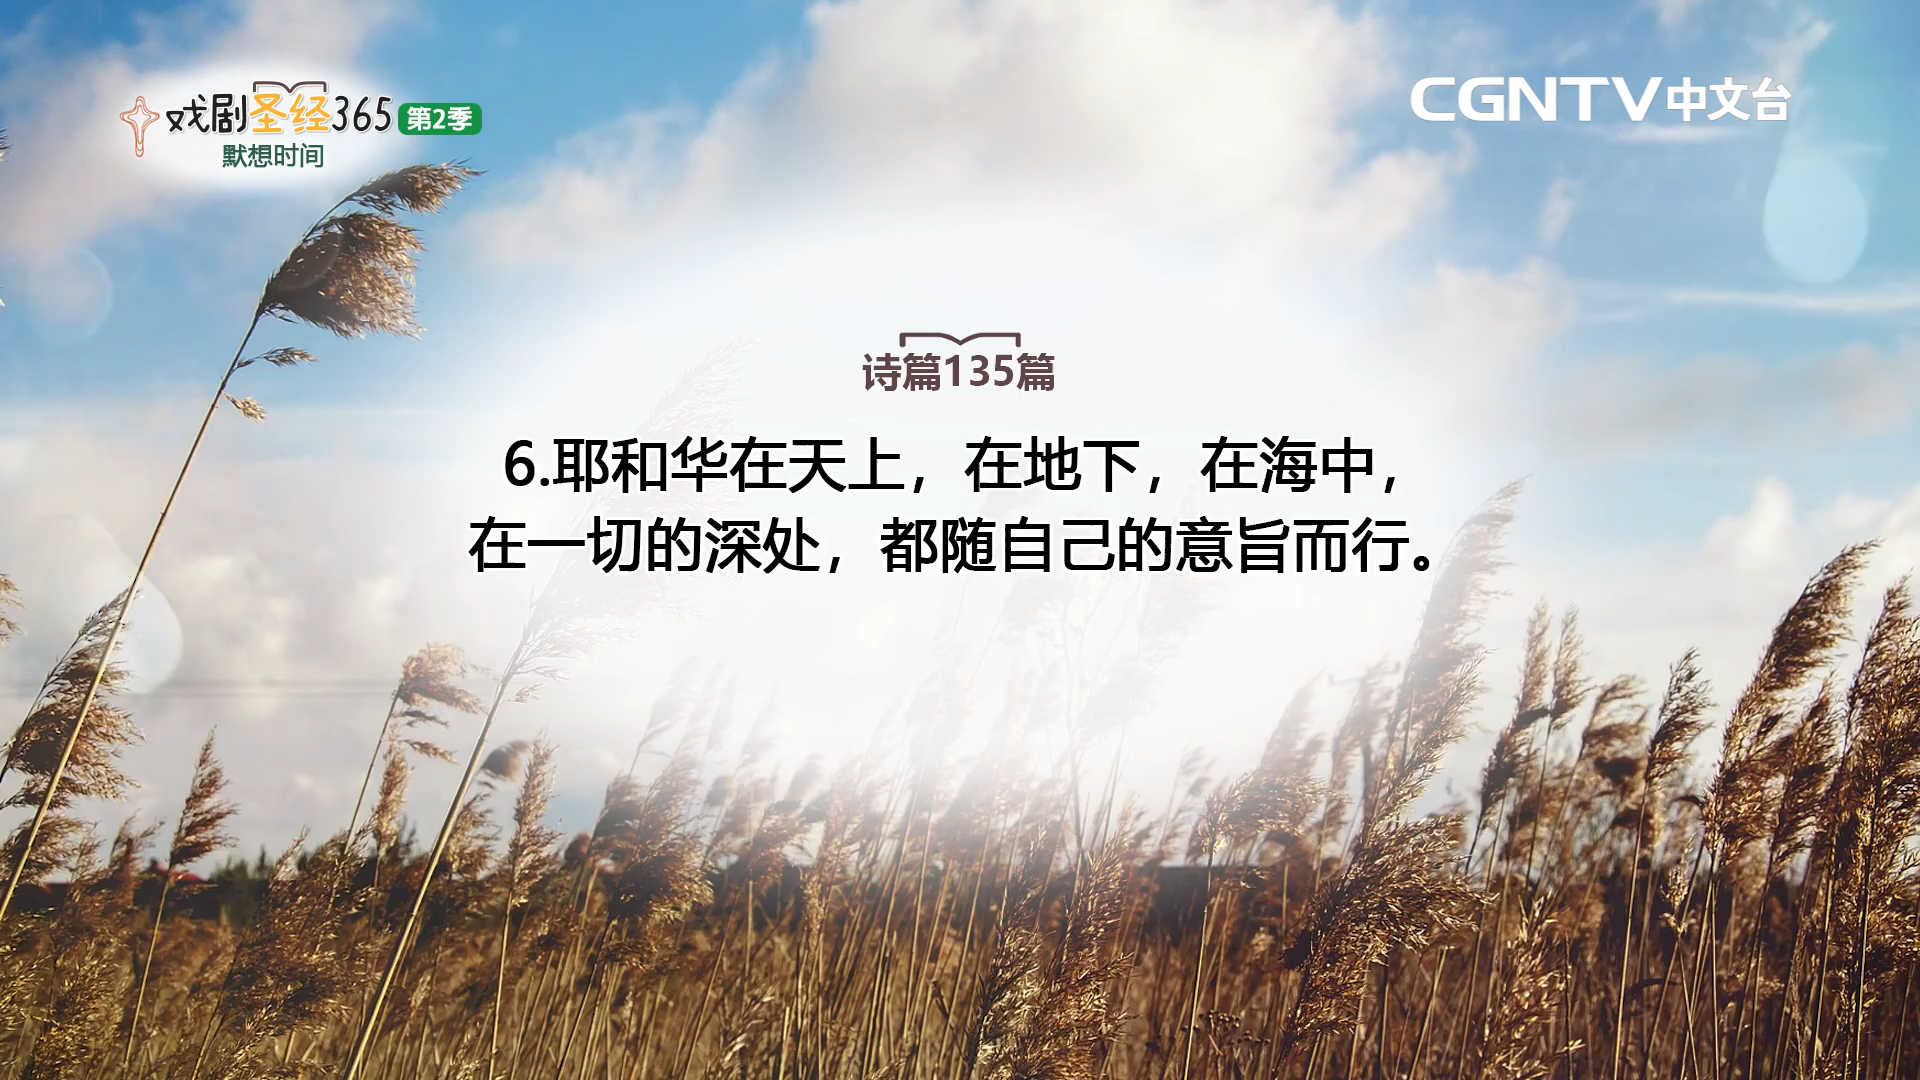 戏剧圣经365 第2季
默想时间
CGNTV中文台
诗篇135篇
6.耶和华在天上，在地下，在海中，
在一切的深处，都随自己的意旨而行。